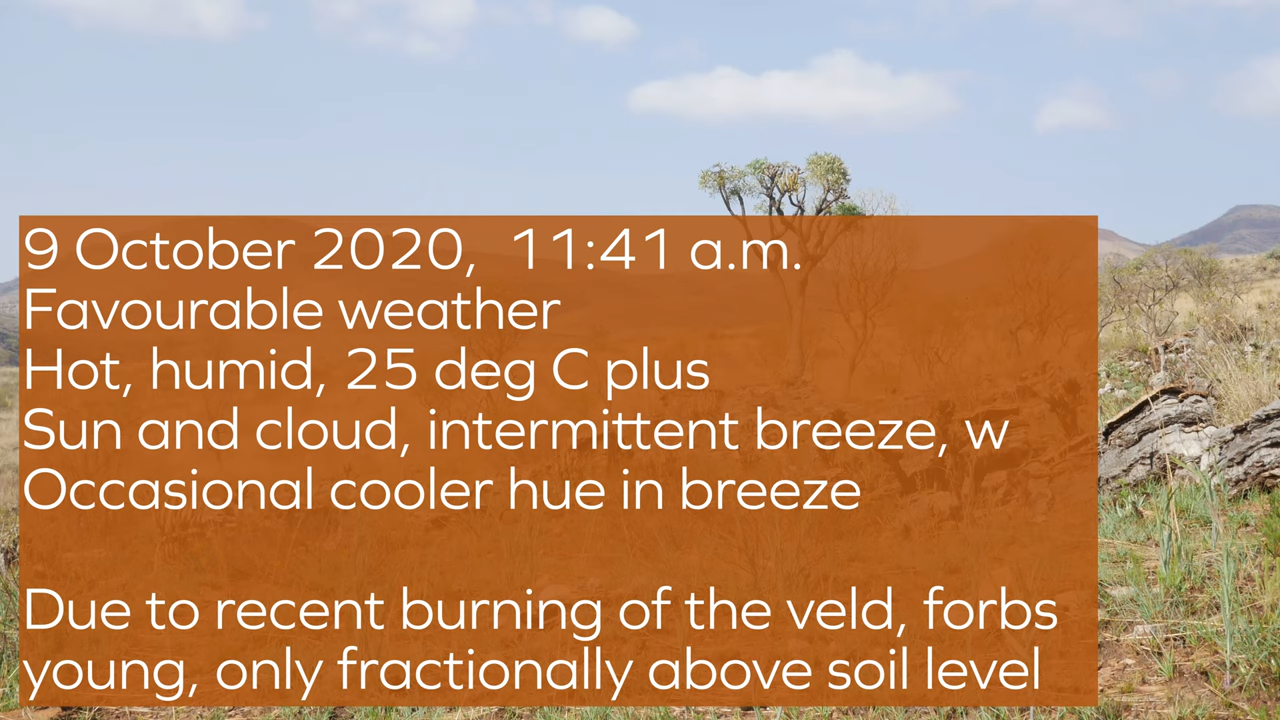 9 October 2020, 11:41 a.m.
Favourable weather
Hot, humid, 25 deg C plus
Sun and cloud, intermittent breeze, w
Occasional cooler hue in breeze
Due to recent burning of the veld, forbs
young, only fractionally above soil level